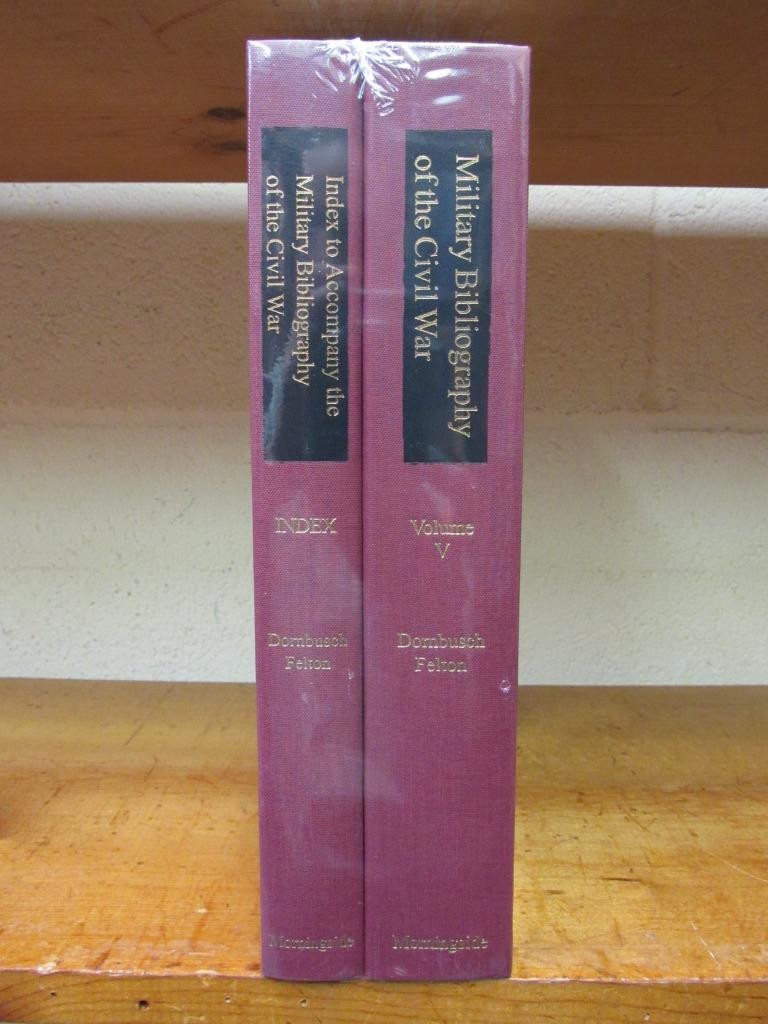 Index to Accompany the
Military Bibliography
of the Civil War
INDEX
Dornbusch
Felton
Morningside
Military Bibliography
of the Civil War
Volume
V
Dornbusch
Felton
Morningside